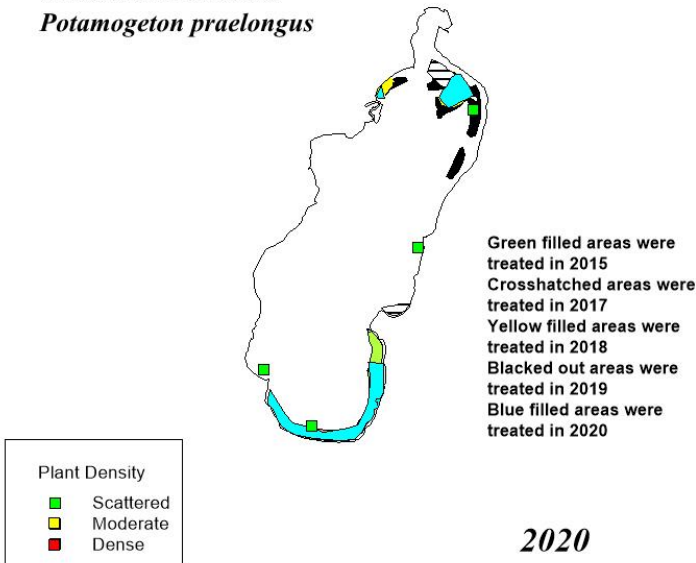 Potamogeton praelongus
Green filled areas were
treated in 2015
Crosshatched areas were
treated in 2017
Yellow filled areas were
treated in 2018
Blacked out areas were
treated in 2019
Blue filled areas were
treated in 2020
Plant Density
Scattered
Moderate
Dense
2020